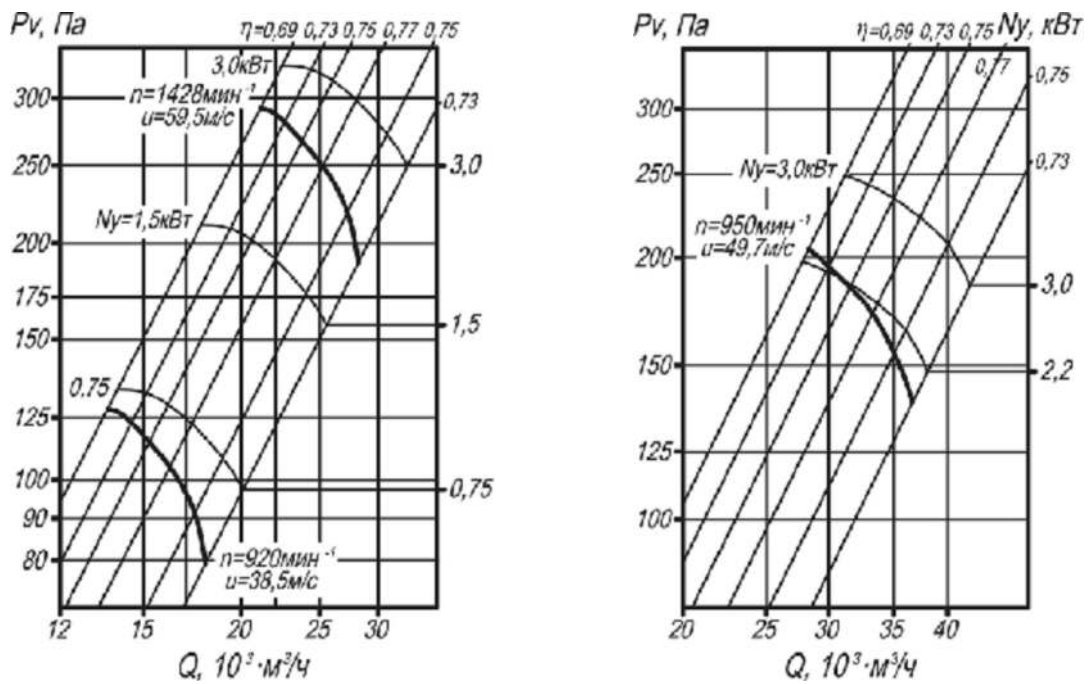 Pv, Па
η=0,69 0,73 0,75 0,77 0,75
3,0кВт
0,73
300
n=1428мин⁻¹
u=59,5м/с
250
3,0
Ny=1,5кВт
200
175
1,5
150
0,75
125
100
0,75
90
80
n=920мин⁻¹
u=38,5м/с
12 15 20 25 30
Q, 10³·м³/ч
Pv, Па
η=0,69 0,73 0,75
Ny, кВт
0,77
0,75
300
0,73
250
Ny=3,0кВт
n=950мин⁻¹
u=49,7м/с
200
3,0
150
2,2
125
100
20 25 30 35 40
Q, 10³·м³/ч